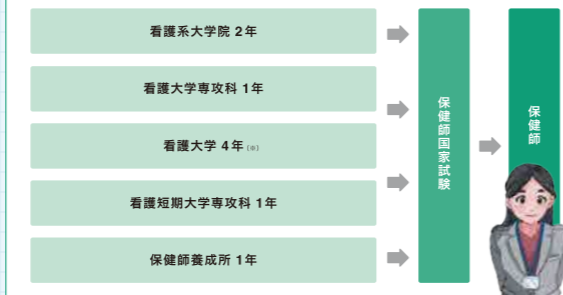 看護系大学院 2年
看護大学専攻科 1年
看護大学 4年(※)
看護短期大学専攻科 1年
保健師養成所 1年
保健師国家試験
保健師